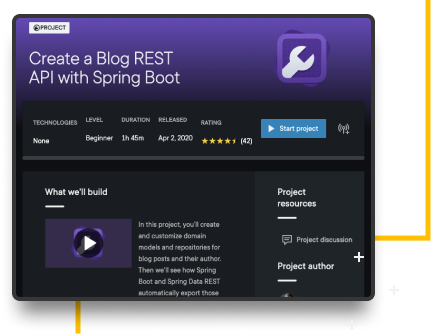 PROJECT
Create a Blog REST
API with Spring Boot
TECHNOLOGIES
None
LEVEL
Beginner
DURATION
1h 45m
RELEASED
Apr 2, 2020
RATING
(42)
Start project
What we'll build
In this project, you'll create
and customize domain
models and repositories for
blog posts and their author.
Then we'll see how Spring
Boot and Spring Data REST
automatically export those
Project
resources
Project discussion
Project author